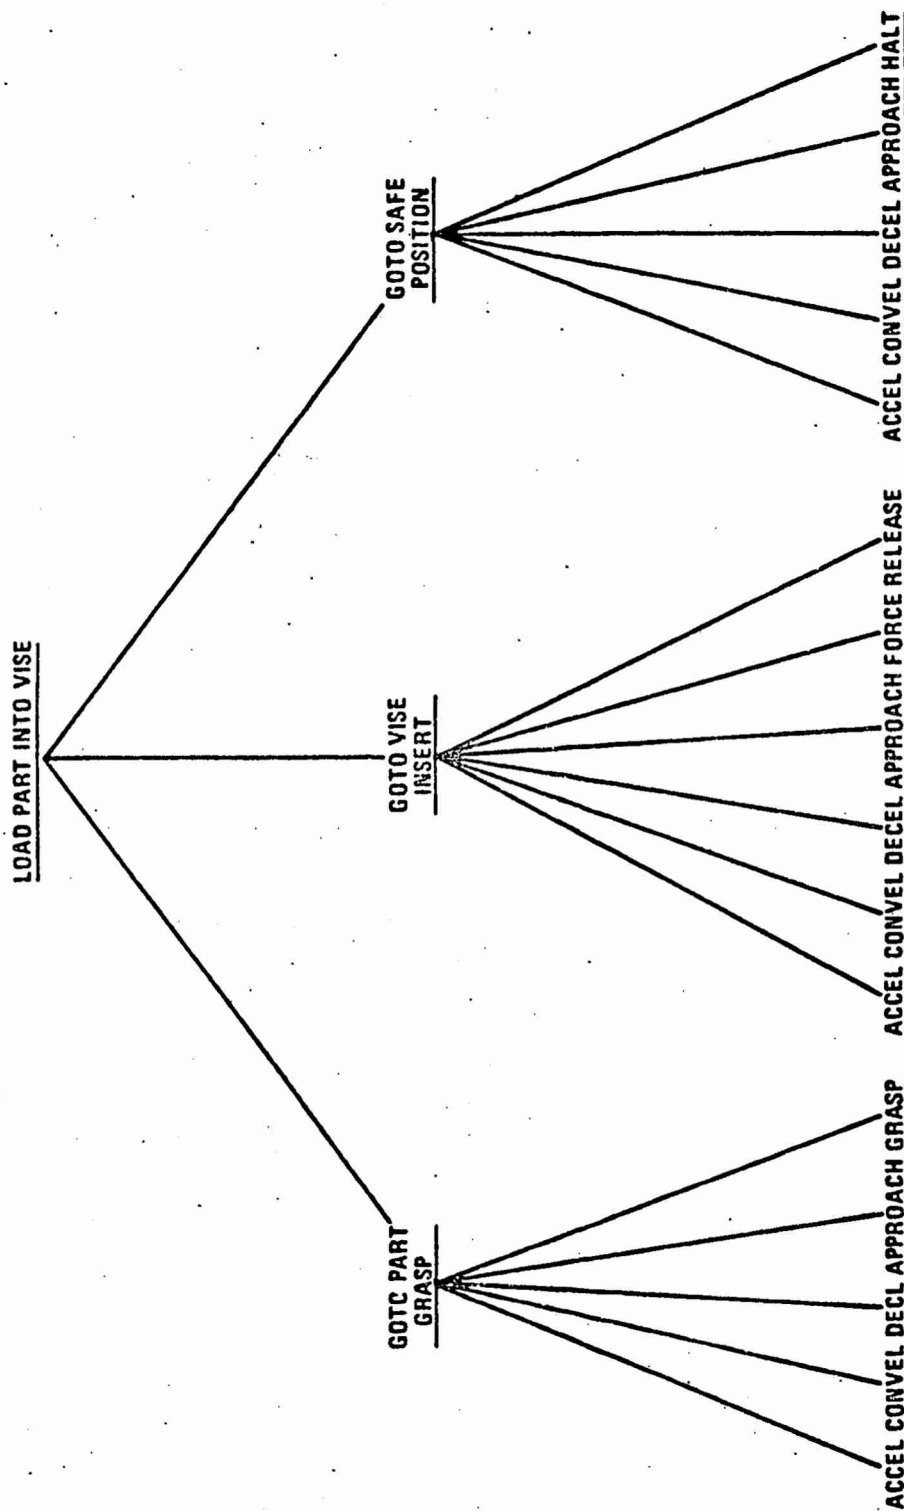 LOAD PART INTO VISE
GOTC PART
GRASP
GOTO VISE
INSERT
GOTO SAFE
POSITION
ACCEL CONVEL DECL APPROACH GRASP
ACCEL CONVEL DECEL APPROACH FORCE RELEASE
ACCEL CONVEL DECEL APPROACH HALT